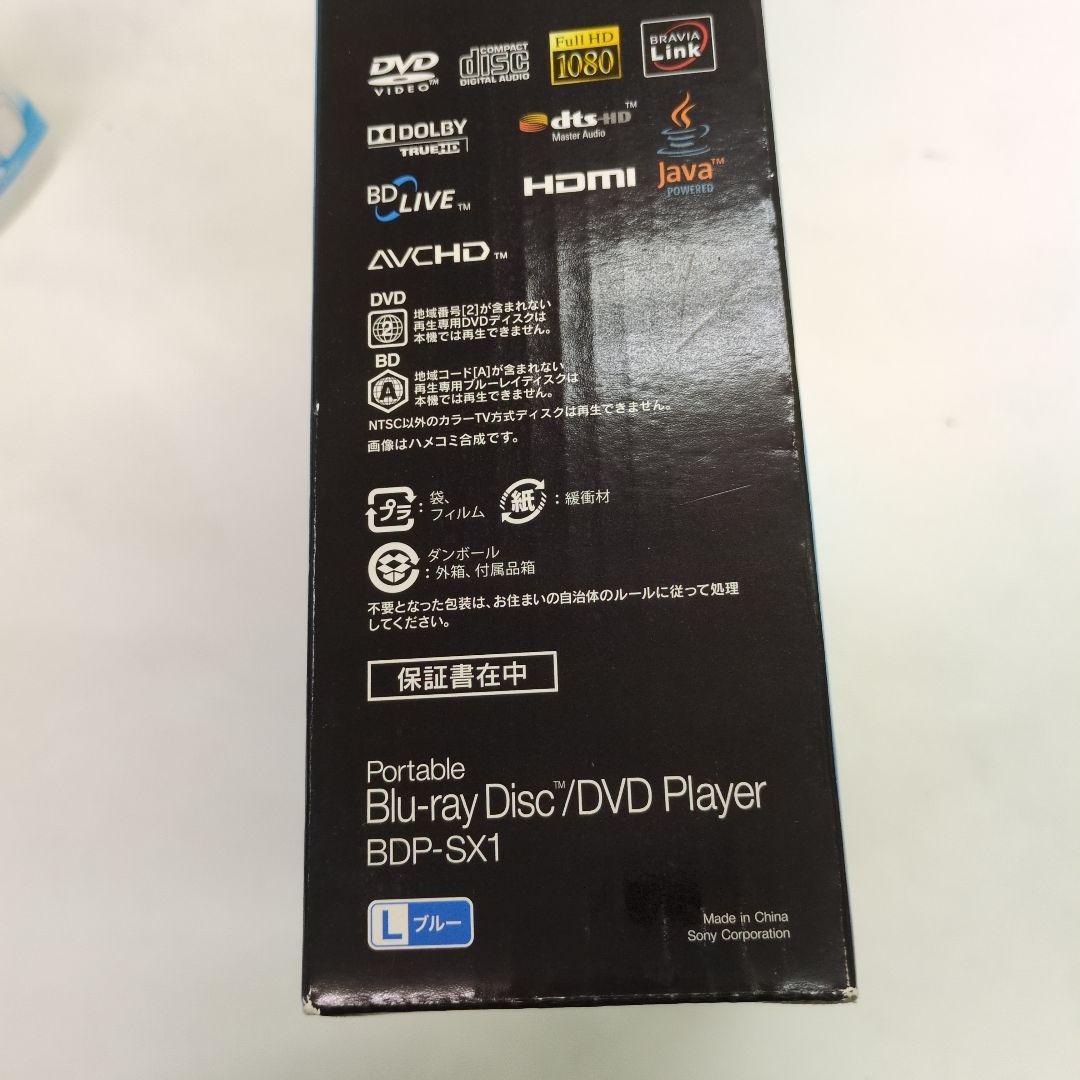 DVD VIDEO™
COMPACT disc DIGITAL AUDIO
Full HD 1080
BRAVIA Link
DOLBY TRUEHD
dts-HD™ Master Audio
Java™ POWERED
BD LIVE™
HDMI
AVCHD™
DVD
2
地域番号[2]が含まれない
再生専用DVDディスクは
本機では再生できません。
BD
A
地域コード[A]が含まれない
再生専用ブルーレイディスクは
本機では再生できません。
NTSC以外のカラーTV方式ディスクは再生できません。
画像はハメコミ合成です。
プラ : 袋、
フィルム
紙 : 緩衝材
ダンボール
: 外箱、付属品箱
不要となった包装は、お住まいの自治体のルールに従って処理
してください。
保証書在中
Portable
Blu-ray Disc™/DVD Player
BDP-SX1
L ブルー
Made in China
Sony Corporation